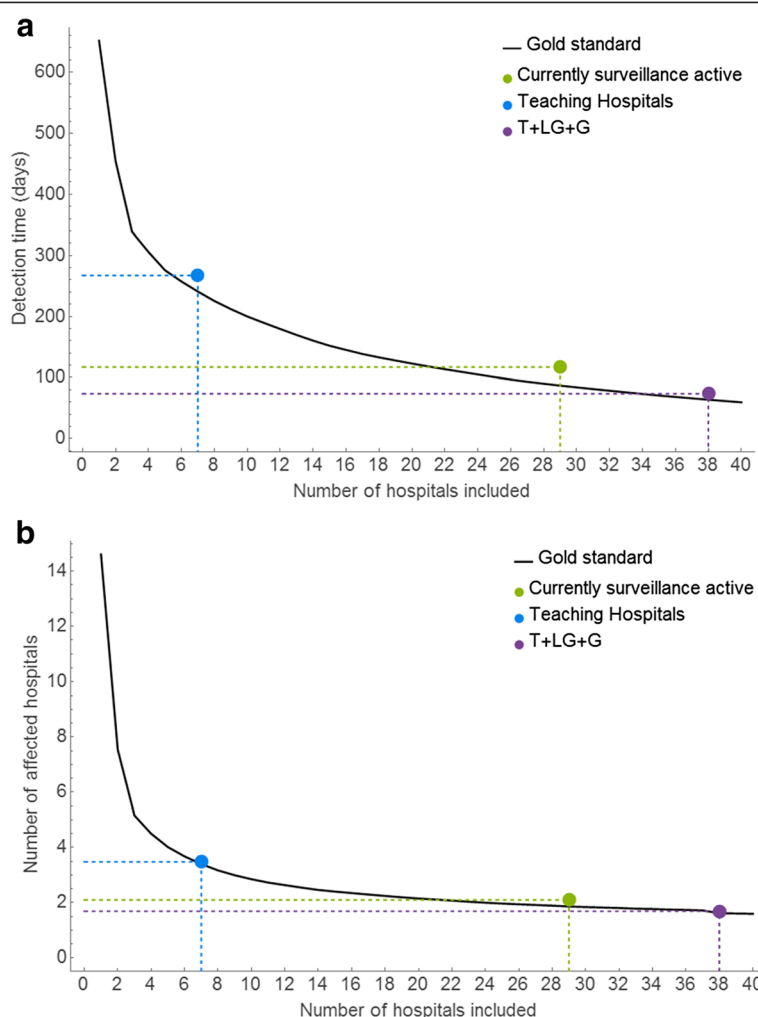 a
Gold standard
Currently surveillance active
Teaching Hospitals
T+LG+G
Detection time (days)
600
500
400
300
200
100
0
0 2 4 6 8 10 12 14 16 18 20 22 24 26 28 30 32 34 36 38 40
Number of hospitals included
b
Gold standard
Currently surveillance active
Teaching Hospitals
T+LG+G
Number of affected hospitals
14
12
10
8
6
4
2
0
0 2 4 6 8 10 12 14 16 18 20 22 24 26 28 30 32 34 36 38 40
Number of hospitals included